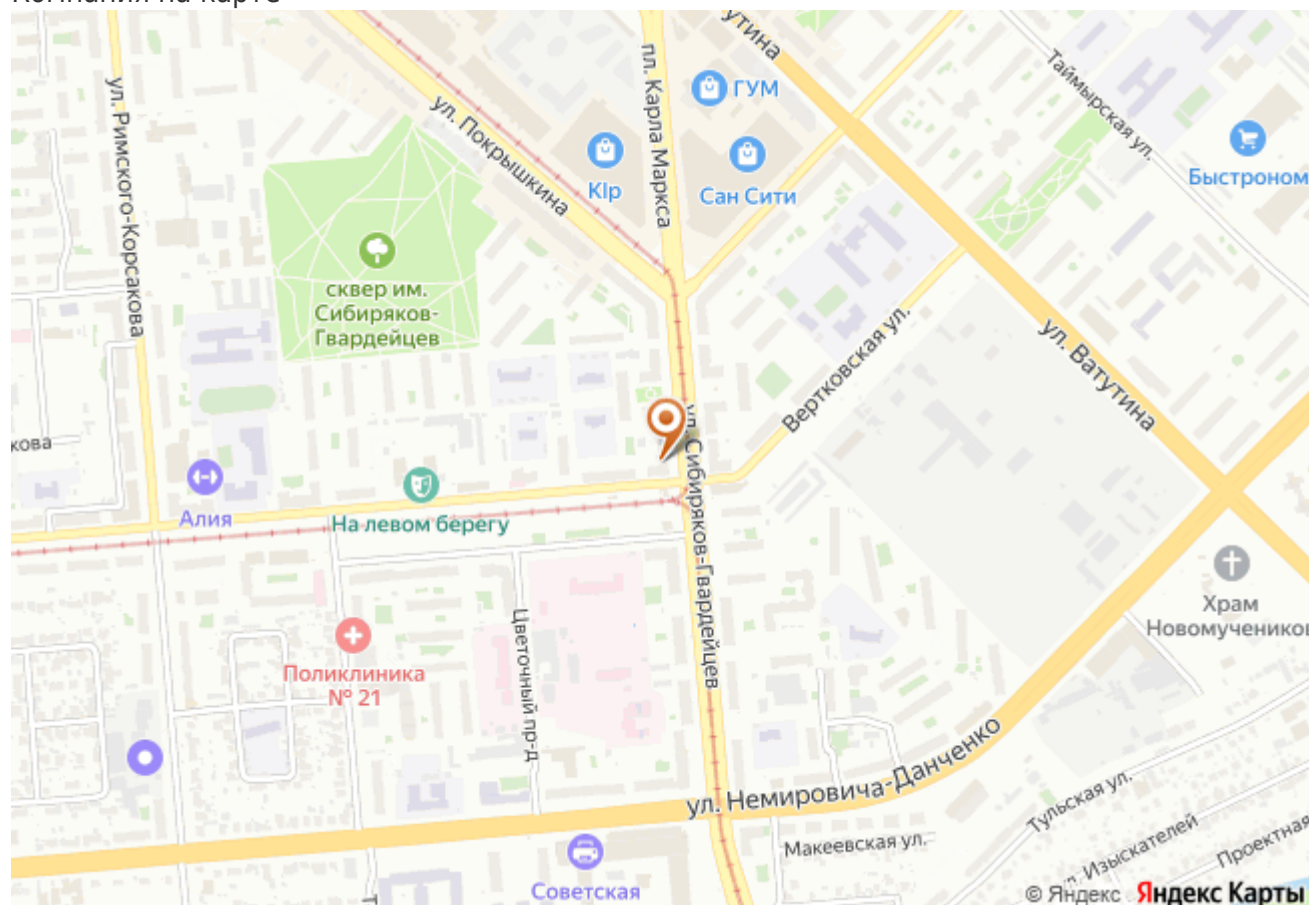 Компания на карте
утина
пл. Карла Маркса
ГУМ
Таймырская ул.
ул. Римского-Корсакова
ул. Покрышкина
KIp
Сан Сити
Быстроном
сквер им.
Сибиряков-
Гвардейцев
ул. Ватутина
Вертковская ул.
кова
ул. Сибиряков-Гвардейцев
Алия
На левом берегу
Храм
Новомучеников
Цветочный пр-д
Поликлиника
№ 21
ул. Немировича-Данченко
Тульская ул.
Макеевская ул.
ул. Изыскателей
Проектная
Советская
© Яндекс Яндекс Карты